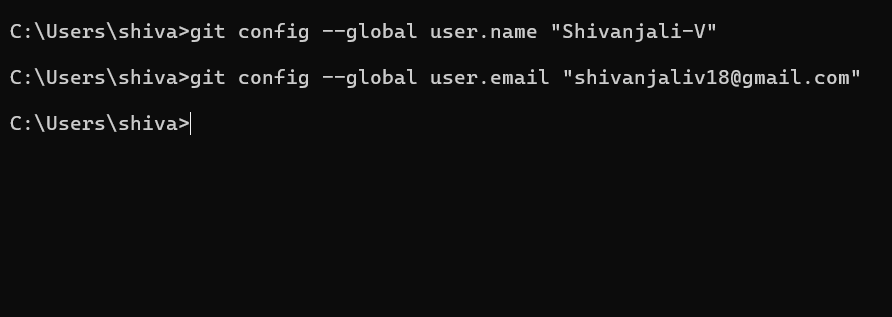 C:\Users\shiva>git config --global user.name "Shivanjali-V"
C:\Users\shiva>git config --global user.email "shivanjaliv18@gmail.com"
C:\Users\shiva>